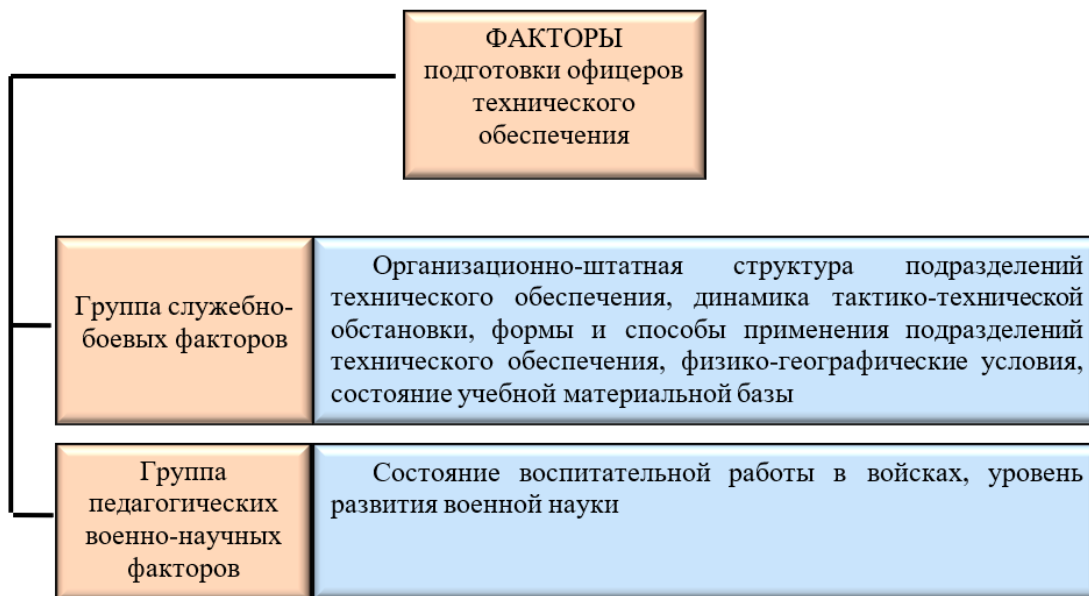 ФАКТОРЫ
подготовки офицеров
технического
обеспечения
Группа служебно-
боевых факторов
Организационно-штатная структура подразделений
технического обеспечения, динамика тактико-технической
обстановки, формы и способы применения подразделений
технического обеспечения, физико-географические условия,
состояние учебной материальной базы
Группа
педагогических
военно-научных
факторов
Состояние воспитательной работы в войсках, уровень
развития военной науки